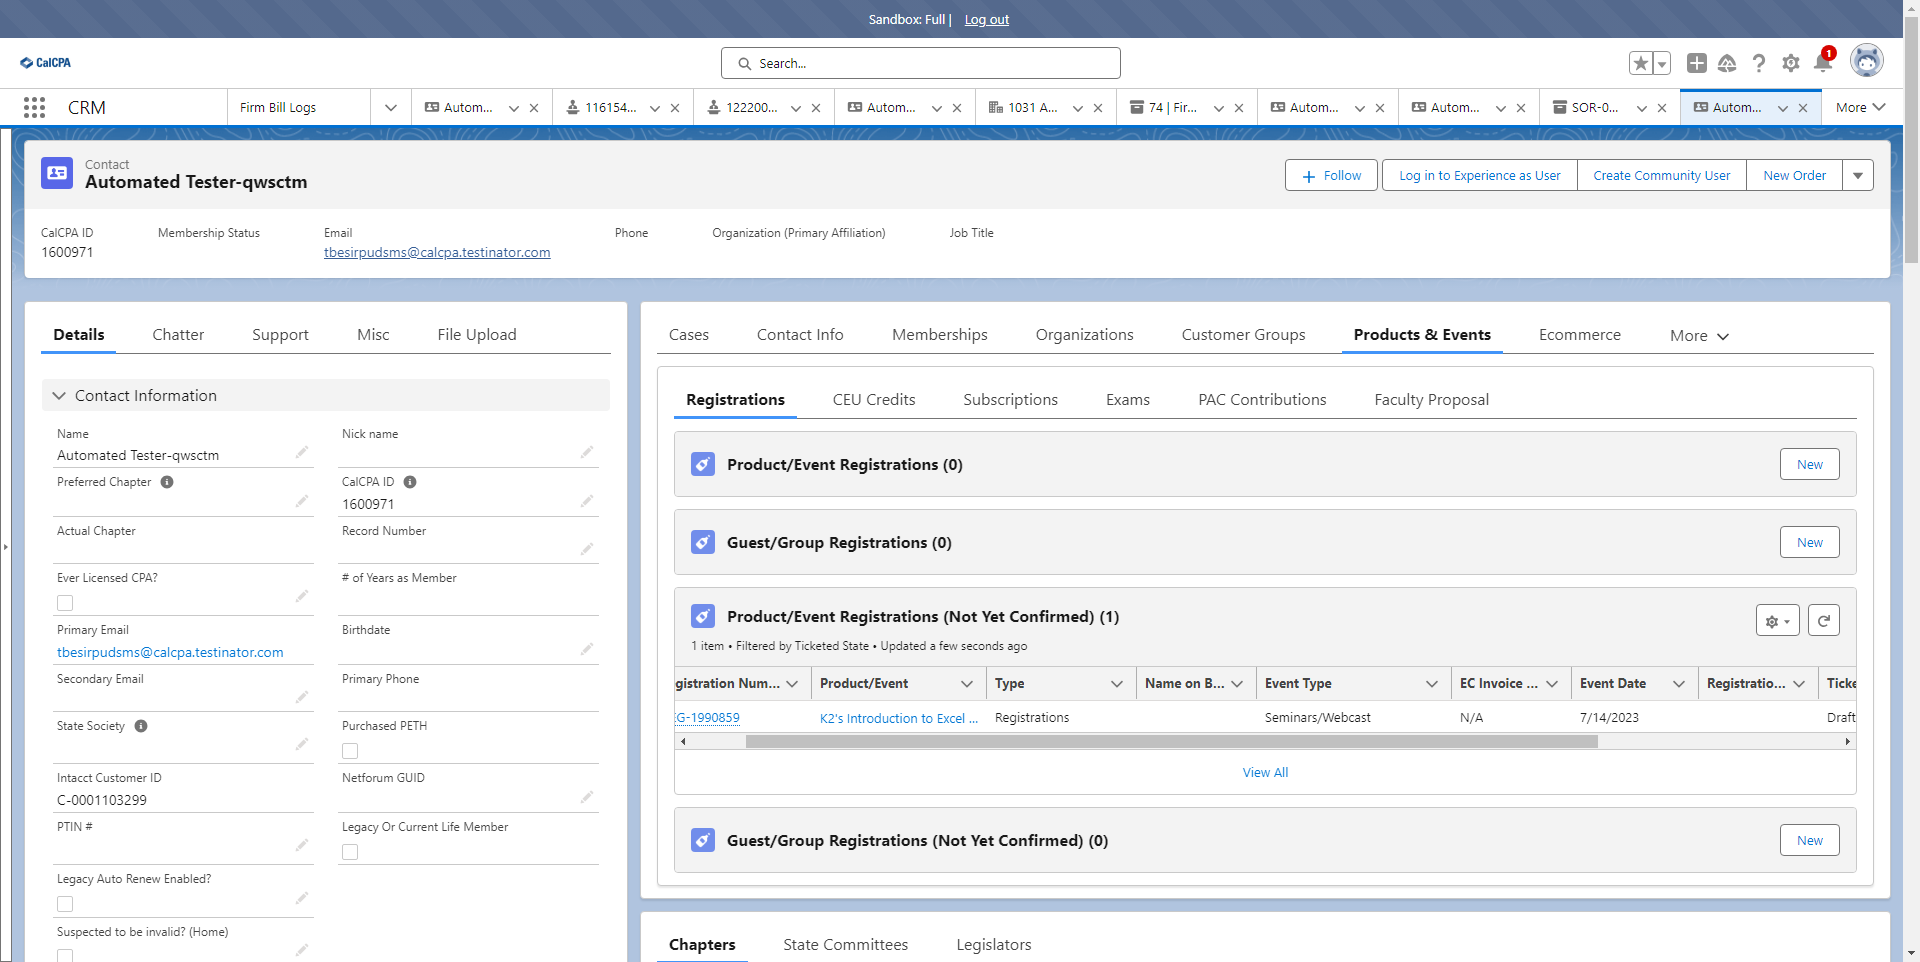 Sandbox: Full | Log out
CalCPA
Search...
1
CRM
Firm Bill Logs
Autom...
116154...
122200...
Autom...
1031 A...
74 | Fir...
Autom...
Autom...
SOR-0...
Autom...
More
Contact
Automated Tester-qwsctm
Follow
Log in to Experience as User
Create Community User
New Order
CalCPA ID
Membership Status
Email
Phone
Organization (Primary Affiliation)
Job Title
1600971
tbesirpudsms@calcpa.testinator.com
Details
Chatter
Support
Misc
File Upload
Contact Information
Name
Automated Tester-qwsctm
Nick name
Preferred Chapter
CalCPA ID
1600971
Actual Chapter
Record Number
Ever Licensed CPA?
# of Years as Member
Primary Email
tbesirpudsms@calcpa.testinator.com
Birthdate
Secondary Email
Primary Phone
State Society
Purchased PETH
Intacct Customer ID
C-0001103299
Netforum GUID
PTIN #
Legacy Or Current Life Member
Legacy Auto Renew Enabled?
Suspected to be invalid? (Home)
Cases
Contact Info
Memberships
Organizations
Customer Groups
Products & Events
Ecommerce
More
Registrations
CEU Credits
Subscriptions
Exams
PAC Contributions
Faculty Proposal
Product/Event Registrations (0)
New
Guest/Group Registrations (0)
New
Product/Event Registrations (Not Yet Confirmed) (1)
1 item • Filtered by Ticketed State • Updated a few seconds ago
gistration Num...
Product/Event
Type
Name on B...
Event Type
EC Invoice ...
Event Date
Registratio...
Ticke
EG-1990859
K2's Introduction to Excel ...
Registrations
Seminars/Webcast
N/A
7/14/2023
Draft
View All
Guest/Group Registrations (Not Yet Confirmed) (0)
New
Chapters
State Committees
Legislators